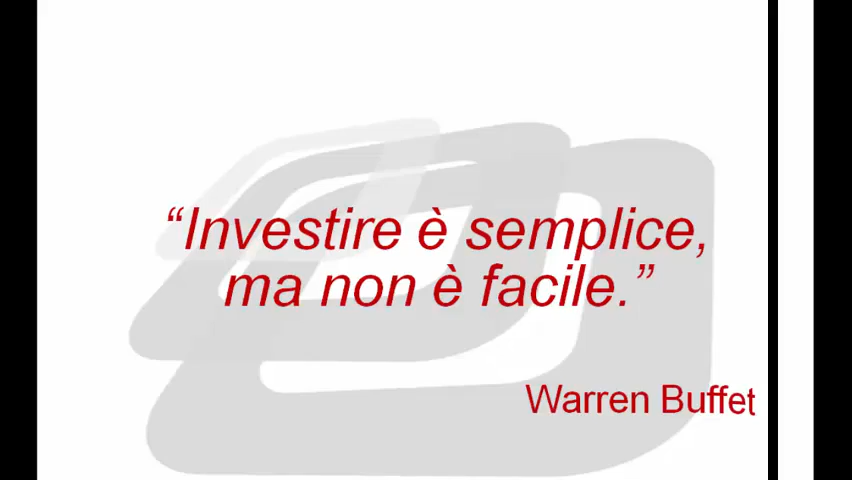 “Investire è semplice,
ma non è facile.”
Warren Buffet